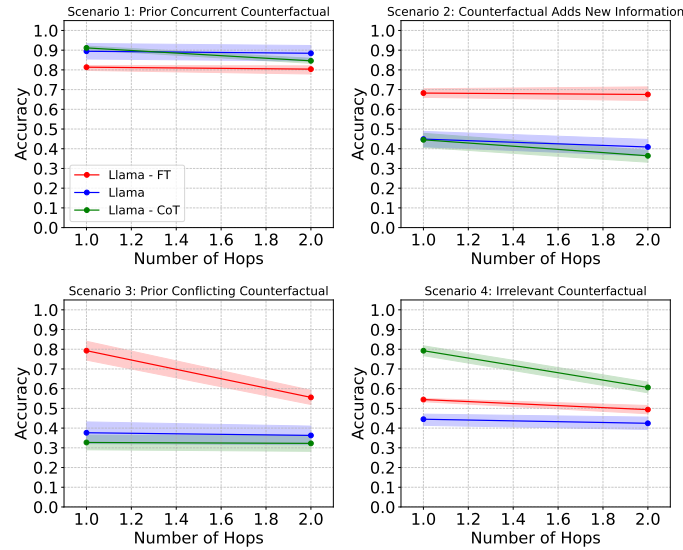 Scenario 1: Prior Concurrent Counterfactual
1.0
0.9
0.8
0.7
0.6
0.5
0.4
0.3
0.2
0.1
0.0
Accuracy
Llama - FT
Llama
Llama - CoT
1.0 1.2 1.4 1.6 1.8 2.0
Number of Hops
Scenario 2: Counterfactual Adds New Information
1.0
0.9
0.8
0.7
0.6
0.5
0.4
0.3
0.2
0.1
0.0
Accuracy
1.0 1.2 1.4 1.6 1.8 2.0
Number of Hops
Scenario 3: Prior Conflicting Counterfactual
1.0
0.9
0.8
0.7
0.6
0.5
0.4
0.3
0.2
0.1
0.0
Accuracy
1.0 1.2 1.4 1.6 1.8 2.0
Number of Hops
Scenario 4: Irrelevant Counterfactual
1.0
0.9
0.8
0.7
0.6
0.5
0.4
0.3
0.2
0.1
0.0
Accuracy
1.0 1.2 1.4 1.6 1.8 2.0
Number of Hops